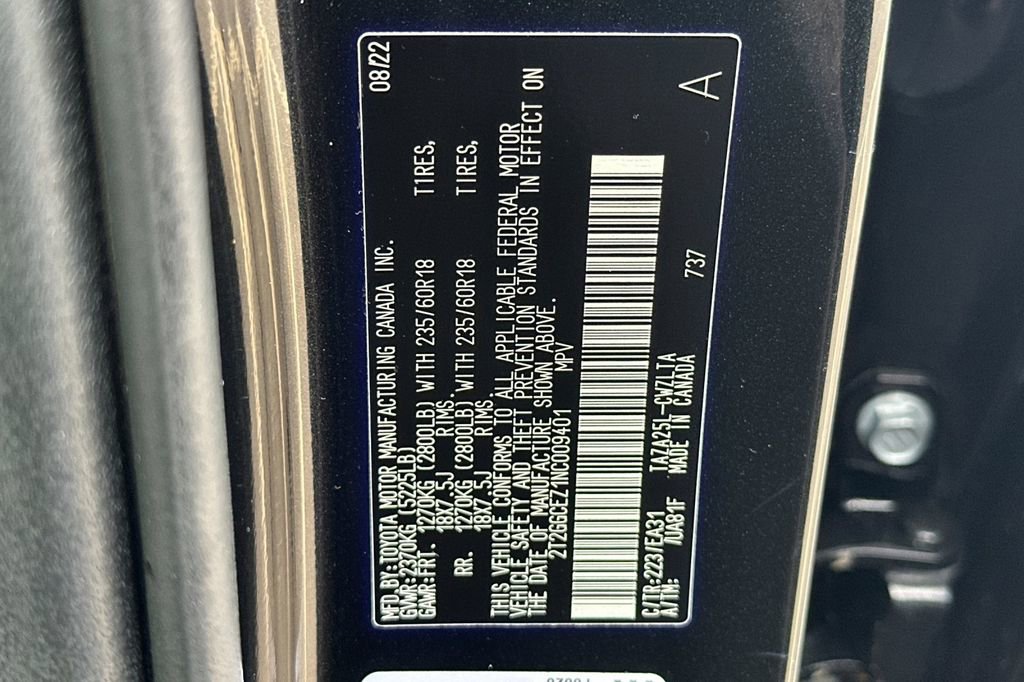 MFD.BY:TOYOTA MOTOR MANUFACTURING CANADA INC. 08/22
GVWR:2370KG (5225LB)
GAWR:FRT. 1270KG (2800LB) WITH 235/60R18 TIRES,
18X7.5J RIMS.
RR. 1270KG (2800LB) WITH 235/60R18 TIRES,
18X7.5J RIMS.
THIS VEHICLE CONFORMS TO ALL APPLICABLE FEDERAL MOTOR
VEHICLE SAFETY AND THEFT PREVENTION STANDARDS IN EFFECT ON
THE DATE OF MANUFACTURE SHOWN ABOVE.
2T2GGCEZ1NC009401 MPV
C/TR:223/EA31 TAZA25L-CWZLTA 737 A
A/TN: /UA81F MADE IN CANADA